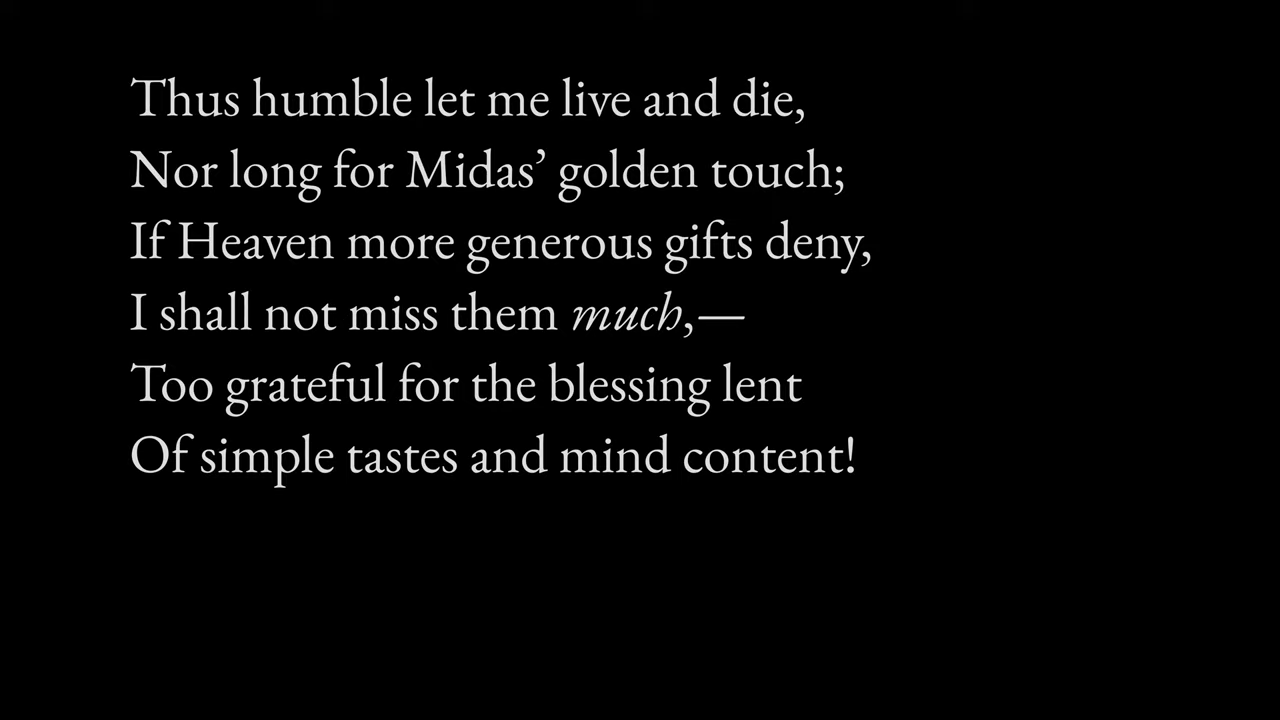 Thus humble let me live and die,
Nor long for Midas’ golden touch;
If Heaven more generous gifts deny,
I shall not miss them much,—
Too grateful for the blessing lent
Of simple tastes and mind content!